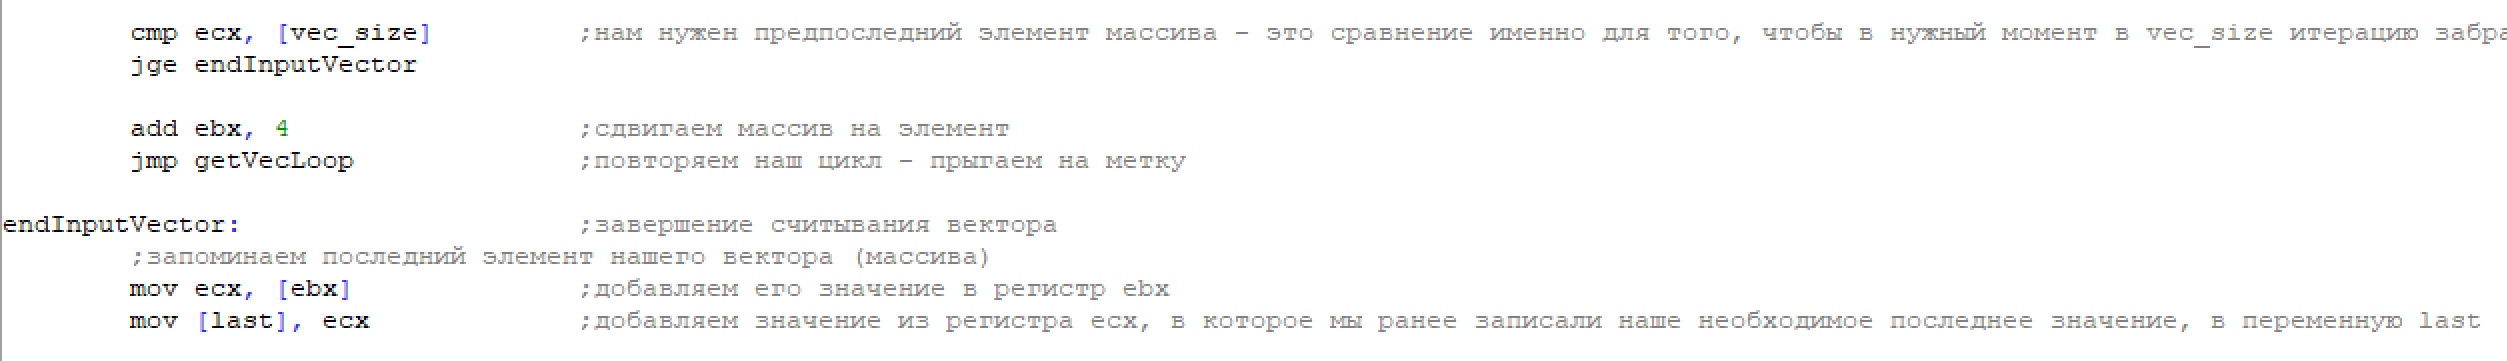 cmp ecx, [vec_size] ;нам нужен предпоследний элемент массива - это сравнение именно для того, чтобы в нужный момент в vec_size итерацию
jge endInputVector
add ebx, 4 ;сдвигаем массив на элемент
jmp getVecLoop ;повторяем наш цикл - прыгаем на метку
endInputVector: ;завершение считывания вектора
;запоминаем последний элемент нашего вектора (массива)
mov ecx, [ebx] ;добавляем его значение в регистр ebx
mov [last], ecx ;добавляем значение из регистра ecx, в которое мы ранее записали наше необходимое последнее значение, в переменную last